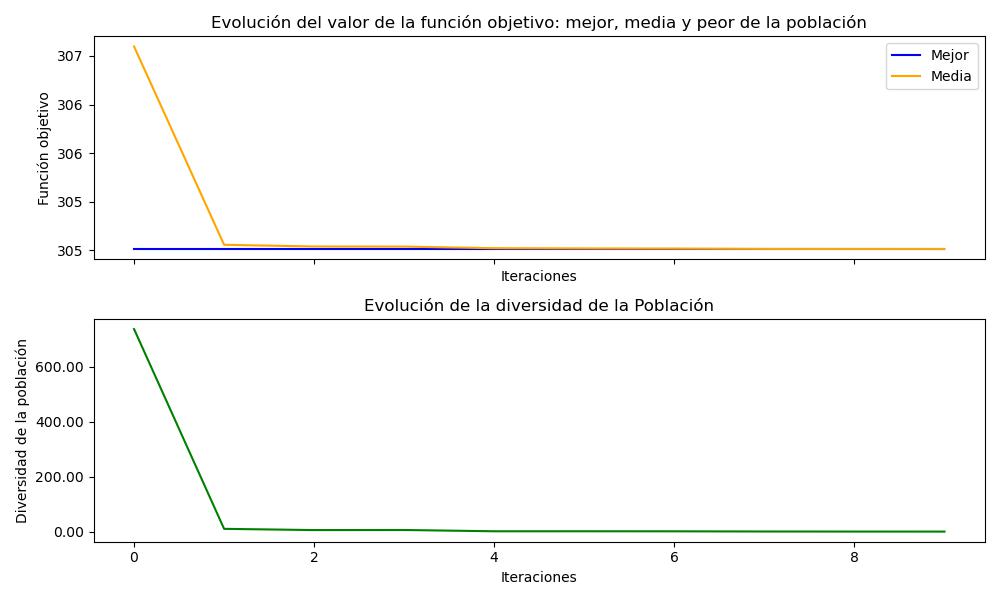 Evolución del valor de la función objetivo: mejor, media y peor de la población
307
306
306
305
305
Función objetivo
Mejor
Media
Iteraciones
Evolución de la diversidad de la Población
600.00
400.00
200.00
0.00
Diversidad de la población
0 2 4 6 8
Iteraciones